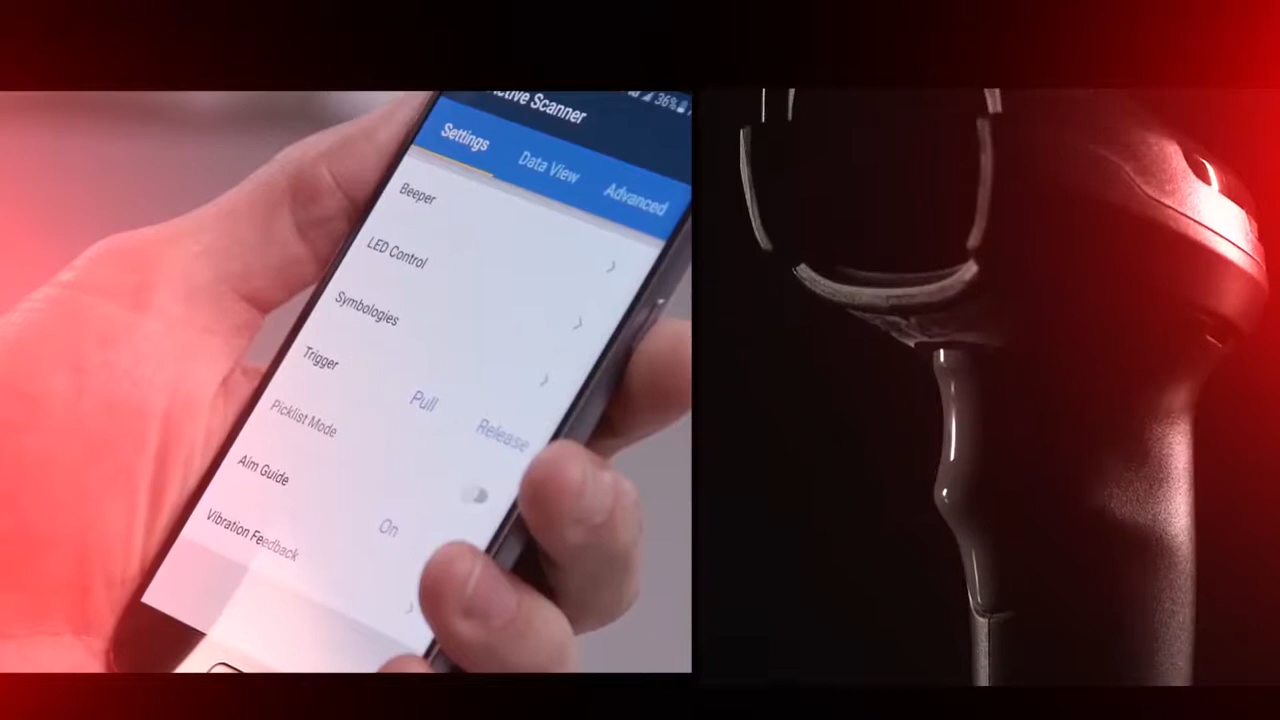 36%
Scanner
Settings
Data View
Advanced
Beeper
LED Control
Symbologies
Trigger
Pull
Release
Picklist Mode
Aim Guide
On
Vibration Feedback